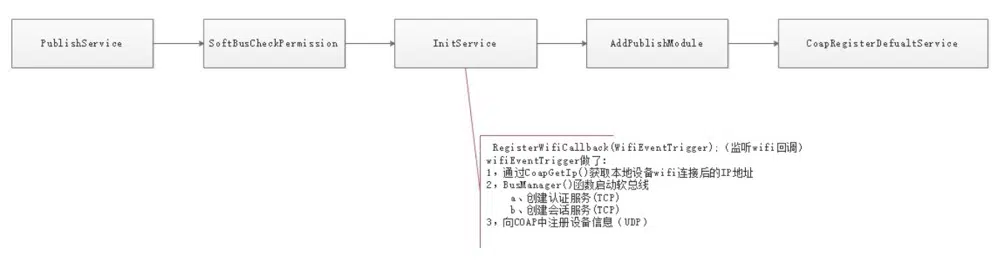 PublishService
SoftBusCheckPermission
InitService
AddPublishModule
CoapRegisterDefualtService
RegisterWifiCallback(WifiEventTrigger);（监听wifi回调）
wifiEventTrigger做了:
1，通过CoapGetIp()获取本地设备wifi连接后的IP地址
2，BusManager()函数启动软总线
a、创建认证服务(TCP)
b、创建会话服务(TCP)
3，向COAP中注册设备信息（UDP）